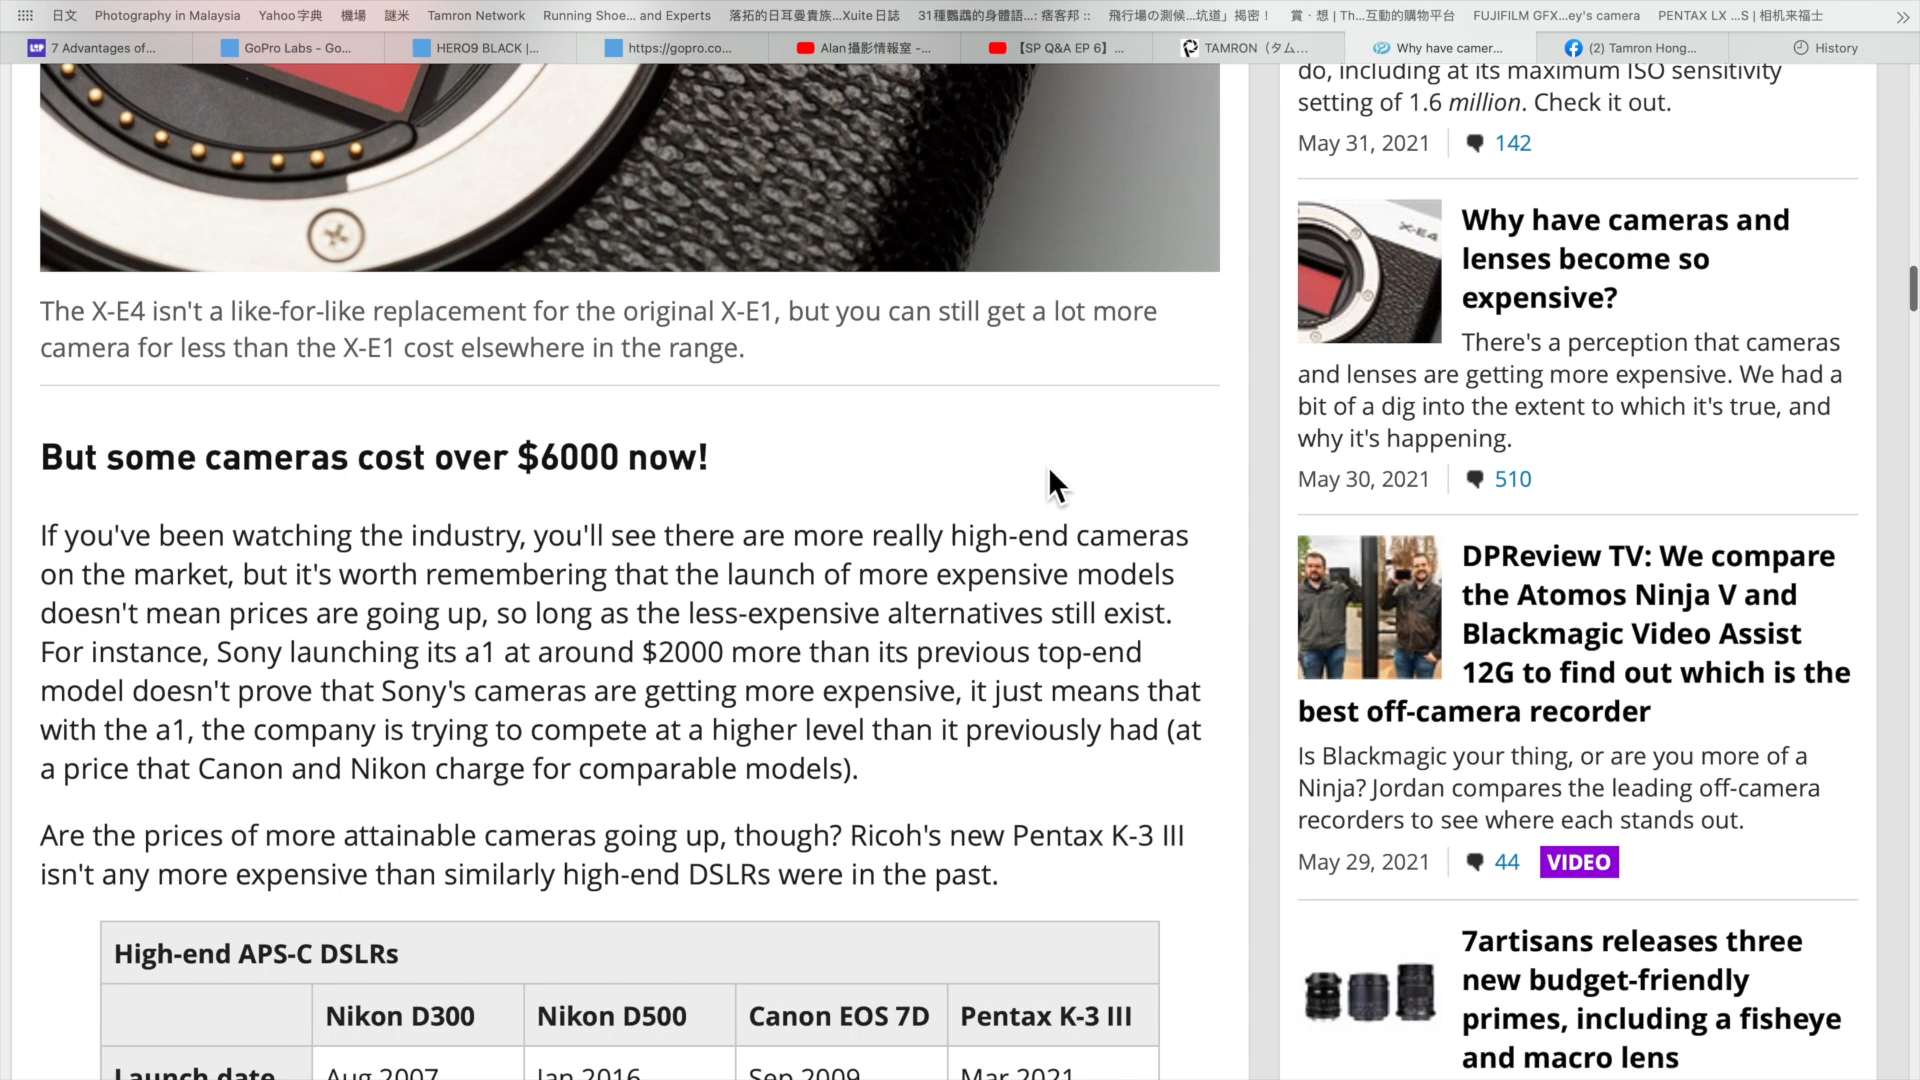 日文 Photography in Malaysia Yahoo字典 機場 謎米 Tamron Network Running Shoe... and Experts 落拓的日耳曼貴族...Xuite日誌 31種鸚鵡的身體語...: 痞客邦 :: 飛行場の測候...坑道」揭密！ 賞・想 | Th...互動的購物平台 FUJIFILM GFX...ey's camera PENTAX LX ...S | 相机来福士
7 Advantages of... GoPro Labs - Go... HERO9 BLACK |... https://gopro.co... Alan攝影情報室 -... 【SP Q&A EP 6】... TAMRON（タム... Why have camer... (2) Tamron Hong... History
The X-E4 isn't a like-for-like replacement for the original X-E1, but you can still get a lot more
camera for less than the X-E1 cost elsewhere in the range.
But some cameras cost over $6000 now!
If you've been watching the industry, you'll see there are more really high-end cameras
on the market, but it's worth remembering that the launch of more expensive models
doesn't mean prices are going up, so long as the less-expensive alternatives still exist.
For instance, Sony launching its a1 at around $2000 more than its previous top-end
model doesn't prove that Sony's cameras are getting more expensive, it just means that
with the a1, the company is trying to compete at a higher level than it previously had (at
a price that Canon and Nikon charge for comparable models).
Are the prices of more attainable cameras going up, though? Ricoh's new Pentax K-3 III
isn't any more expensive than similarly high-end DSLRs were in the past.
High-end APS-C DSLRs
Nikon D300 Nikon D500 Canon EOS 7D Pentax K-3 III
Launch date Aug 2007 Jan 2016 Sep 2009 Mar 2021
do, including at its maximum ISO sensitivity
setting of 1.6 million. Check it out.
May 31, 2021 142
X-E4
Why have cameras and
lenses become so
expensive?
There's a perception that cameras
and lenses are getting more expensive. We had a
bit of a dig into the extent to which it's true, and
why it's happening.
May 30, 2021 510
DPReview TV: We compare
the Atomos Ninja V and
Blackmagic Video Assist
12G to find out which is the
best off-camera recorder
Is Blackmagic your thing, or are you more of a
Ninja? Jordan compares the leading off-camera
recorders to see where each stands out.
May 29, 2021 44 VIDEO
7artisans releases three
new budget-friendly
primes, including a fisheye
and macro lens